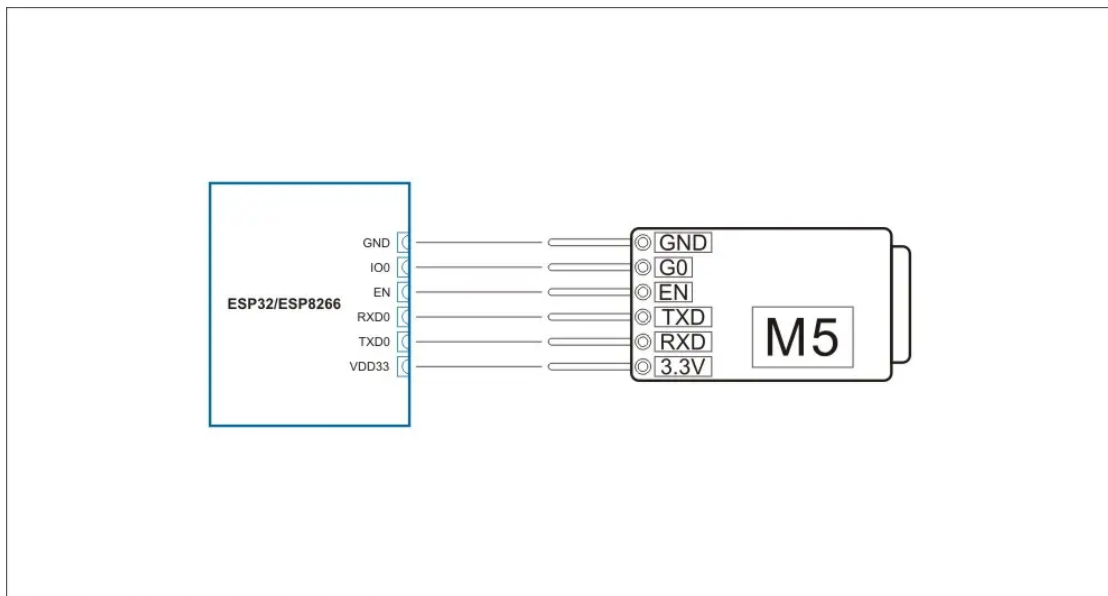 GND
IO0
EN
ESP32/ESP8266
RXD0
TXD0
VDD33
GND
G0
EN
TXD
RXD
3.3V
M5